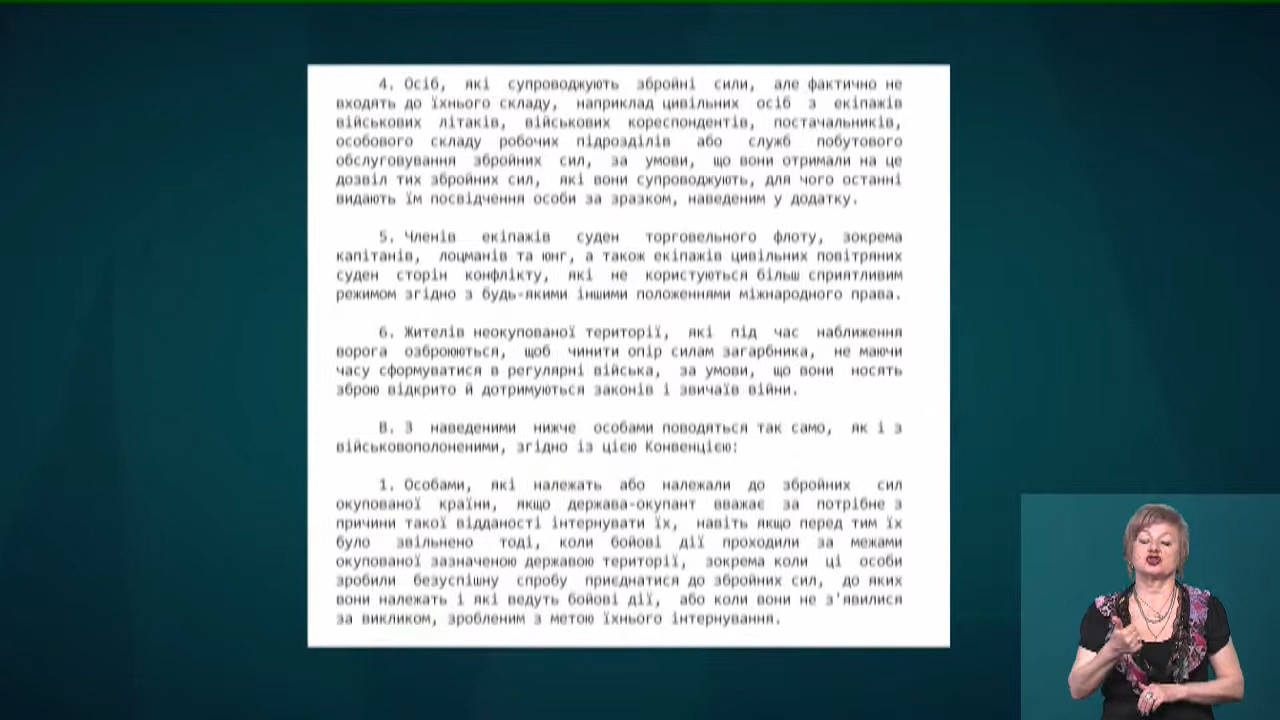 4. Осіб, які супроводжують збройні сили, але фактично не
входять до їхнього складу, наприклад цивільних осіб з екіпажів
військових літаків, військових кореспондентів, постачальників,
особового складу робочих підрозділів або служб побутового
обслуговування збройних сил, за умови, що вони отримали на це
дозвіл тих збройних сил, які вони супроводжують, для чого останні
видають їм посвідчення особи за зразком, наведеним у додатку.
5. Членів екіпажів суден торговельного флоту, зокрема
капітанів, лоцманів та юнг, а також екіпажів цивільних повітряних
суден сторін конфлікту, які не користуються більш сприятливим
режимом згідно з будь-якими іншими положеннями міжнародного права.
6. Жителів неокупованої території, які під час наближення
ворога озброюються, щоб чинити опір силам загарбника, не маючи
часу сформуватися в регулярні війська, за умови, що вони носять
зброю відкрито й дотримуються законів і звичаїв війни.
B. З наведеними нижче особами поводяться так само, як і з
військовополоненими, згідно із цією Конвенцією:
1. Особами, які належать або належали до збройних сил
окупованої країни, якщо держава-окупант вважає за потрібне з
причини такої відданості інтернувати їх, навіть якщо перед тим їх
було звільнено тоді, коли бойові дії проходили за межами
окупованої зазначеною державою території, зокрема коли ці особи
зробили безуспішну спробу приєднатися до збройних сил, до яких
вони належать і які ведуть бойові дії, або коли вони не з'явилися
за викликом, зробленим з метою їхнього інтернування.